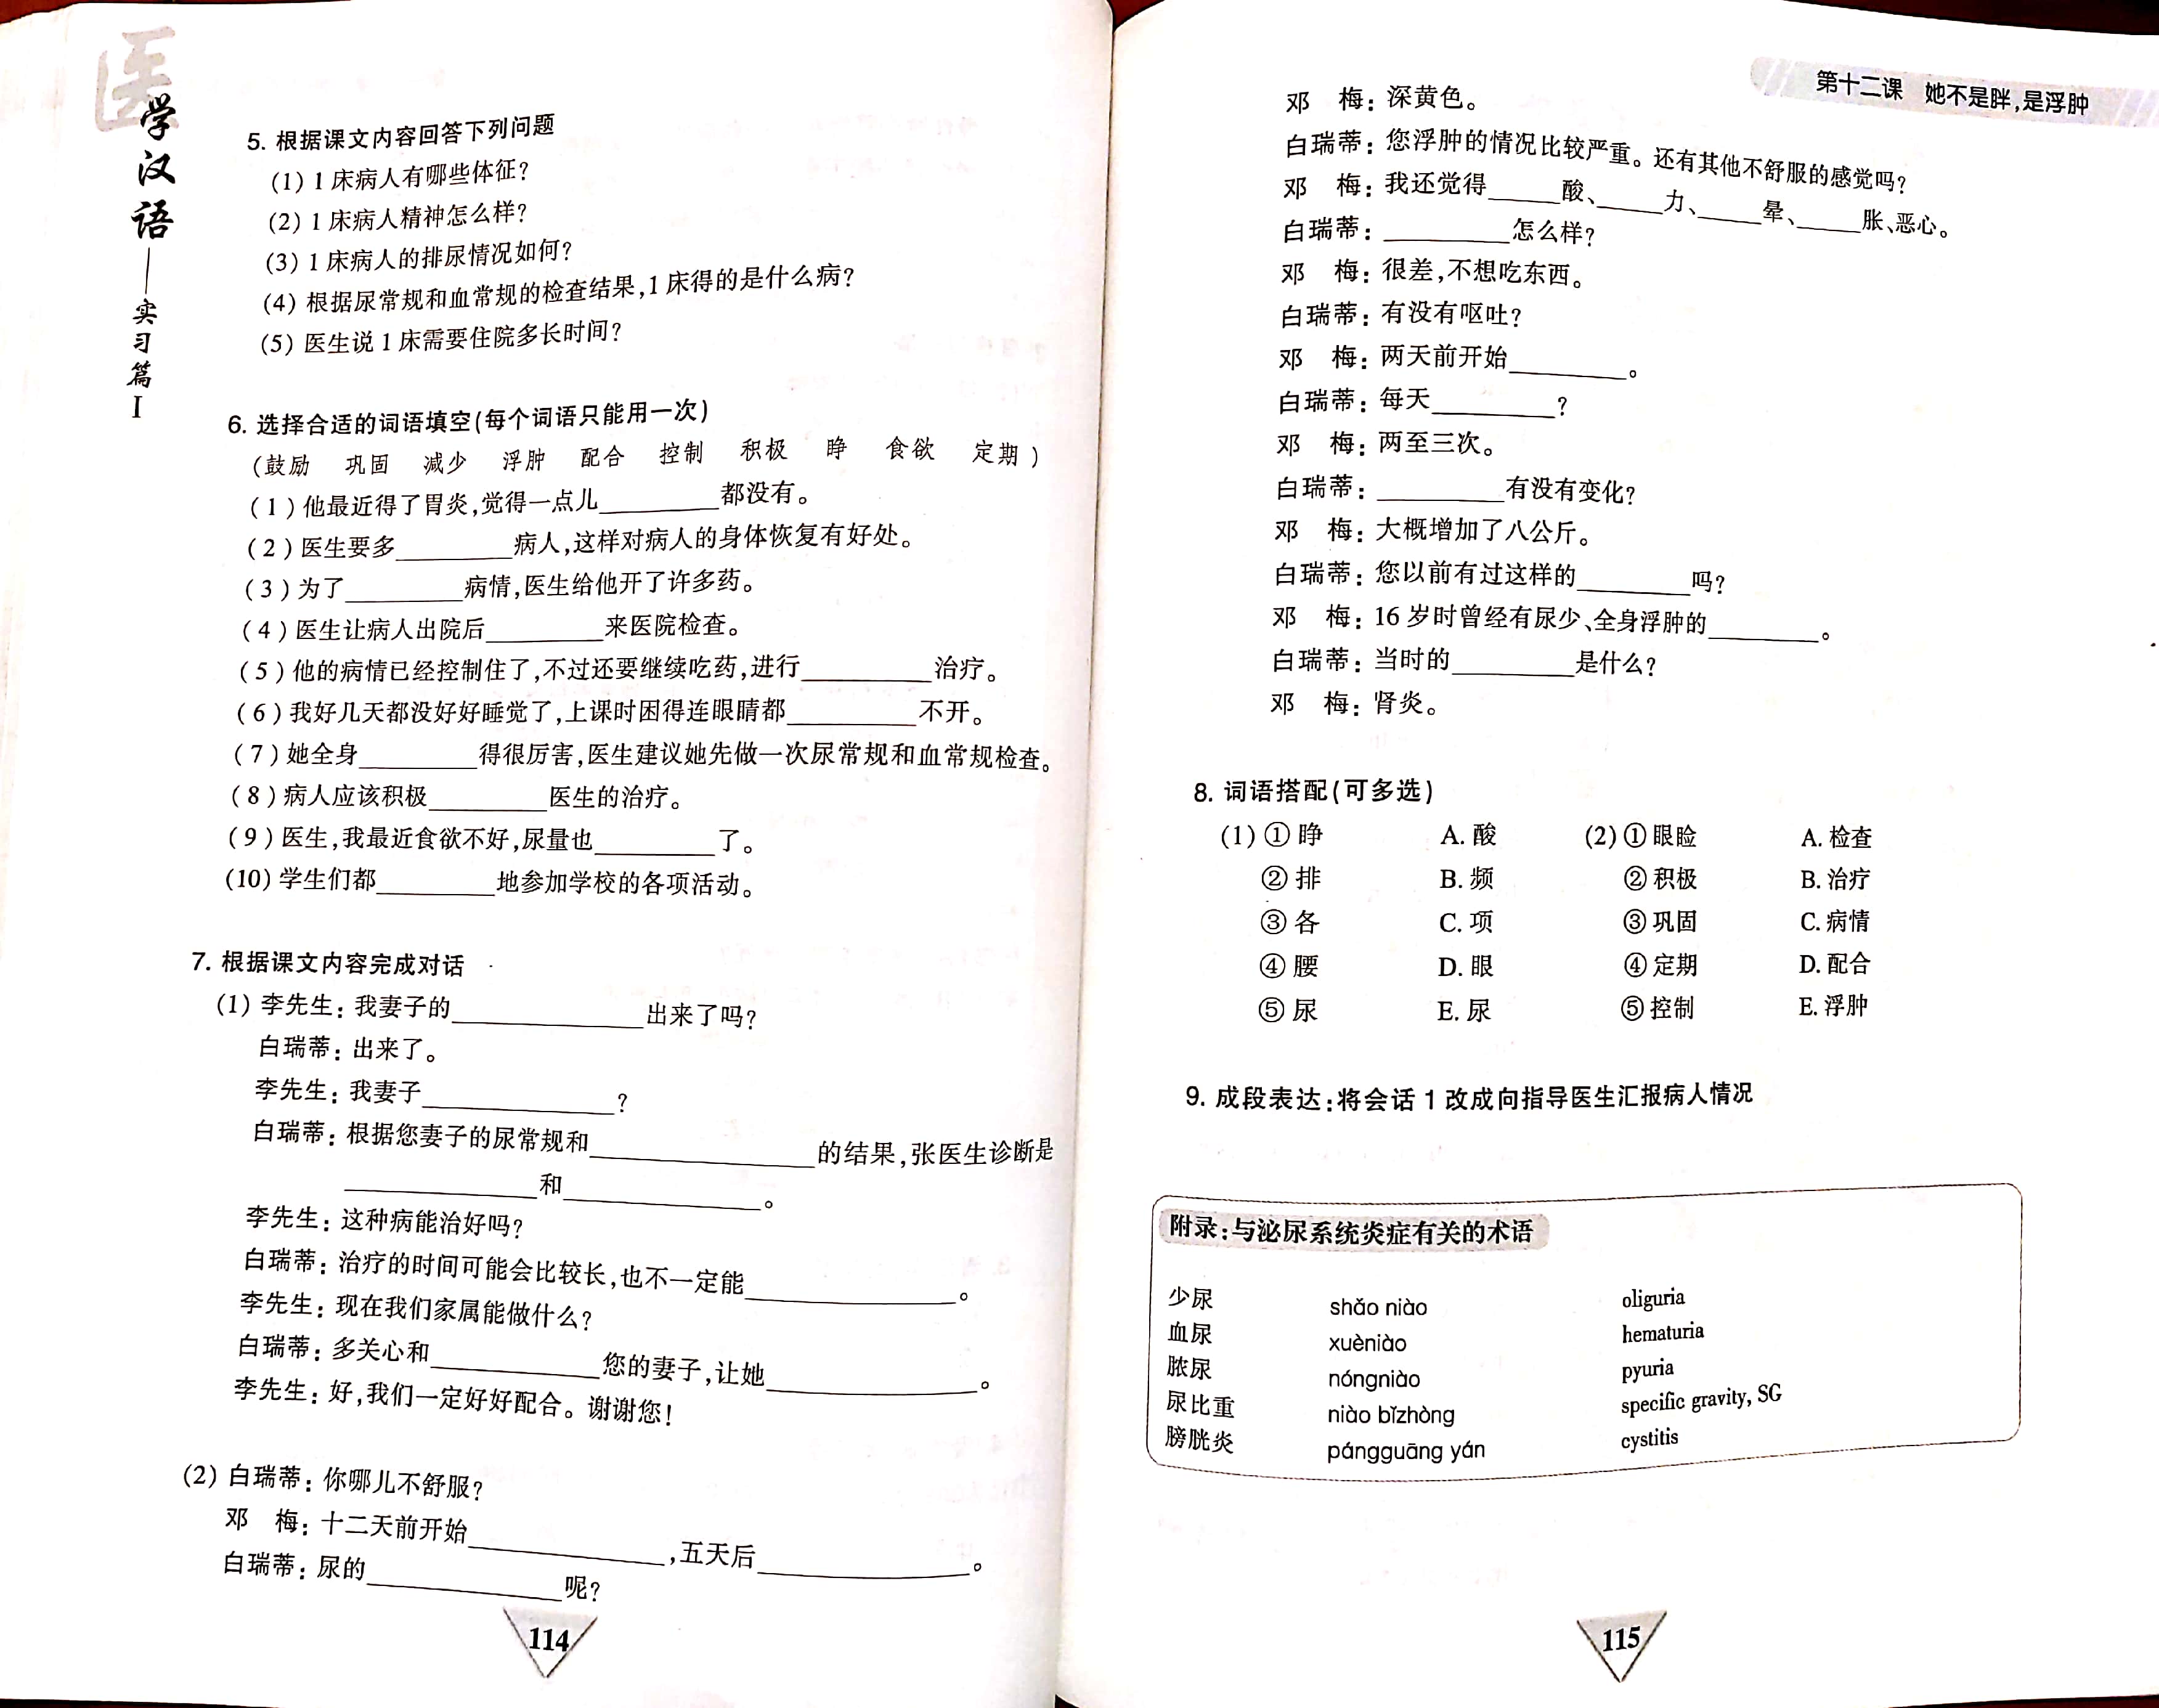 医学汉语——实习篇 I
5. 根据课文内容回答下列问题
(1) 1 床病人有哪些体征?
(2) 1 床病人精神怎么样?
(3) 1 床病人的排尿情况如何?
(4) 根据尿常规和血常规的检查结果,1 床得的是什么病?
(5) 医生说 1 床需要住院多长时间?
6. 选择合适的词语填空(每个词语只能用一次)
(鼓励 巩固 减少 浮肿 配合 控制 积极 睁 食欲 定期)
(1)他最近得了胃炎,觉得一点儿________都没有。
(2)医生要多________病人,这样对病人的身体恢复有好处。
(3)为了________病情,医生给他开了许多药。
(4)医生让病人出院后________来医院检查。
(5)他的病情已经控制住了,不过还要继续吃药,进行________治疗。
(6)我好几天都没好好睡觉了,上课时困得连眼睛都________不开。
(7)她全身________得很厉害,医生建议她先做一次尿常规和血常规检查。
(8)病人应该积极________医生的治疗。
(9)医生,我最近食欲不好,尿量也________了。
(10)学生们都________地参加学校的各项活动。
7. 根据课文内容完成对话
(1) 李先生: 我妻子的________出来了吗?
白瑞蒂: 出来了。
李先生: 我妻子________?
白瑞蒂: 根据您妻子的尿常规和________的结果,张医生诊断是
________和________。
李先生: 这种病能治好吗?
白瑞蒂: 治疗的时间可能会比较长,也不一定能________。
李先生: 现在我们家属能做什么?
白瑞蒂: 多关心和________您的妻子,让她________。
李先生: 好,我们一定好好配合。谢谢您!
(2) 白瑞蒂: 你哪儿不舒服?
邓 梅: 十二天前开始________,五天后________。
白瑞蒂: 尿的________呢?
114
第十二课 她不是胖,是浮肿
邓 梅: 深黄色。
白瑞蒂: 您浮肿的情况比较严重。还有其他不舒服的感觉吗?
邓 梅: 我还觉得_____酸、_____力、_____晕、_____胀、恶心。
白瑞蒂: ________怎么样?
邓 梅: 很差,不想吃东西。
白瑞蒂: 有没有呕吐?
邓 梅: 两天前开始________。
白瑞蒂: 每天________?
邓 梅: 两至三次。
白瑞蒂: ________有没有变化?
邓 梅: 大概增加了八公斤。
白瑞蒂: 您以前有过这样的________吗?
邓 梅: 16 岁时曾经有尿少、全身浮肿的________。
白瑞蒂: 当时的________是什么?
邓 梅: 肾炎。
8. 词语搭配(可多选)
(1) ① 睁 A. 酸 (2) ① 眼睑 A. 检查
② 排 B. 频 ② 积极 B. 治疗
③ 各 C. 项 ③ 巩固 C. 病情
④ 腰 D. 眼 ④ 定期 D. 配合
⑤ 尿 E. 尿 ⑤ 控制 E. 浮肿
9. 成段表达:将会话 1 改成向指导医生汇报病人情况
附录:与泌尿系统炎症有关的术语
少尿 shǎo niào oliguria
血尿 xuèniào hematuria
脓尿 nóngniào pyuria
尿比重 niào bǐzhòng specific gravity, SG
膀胱炎 pángguāng yán cystitis
115